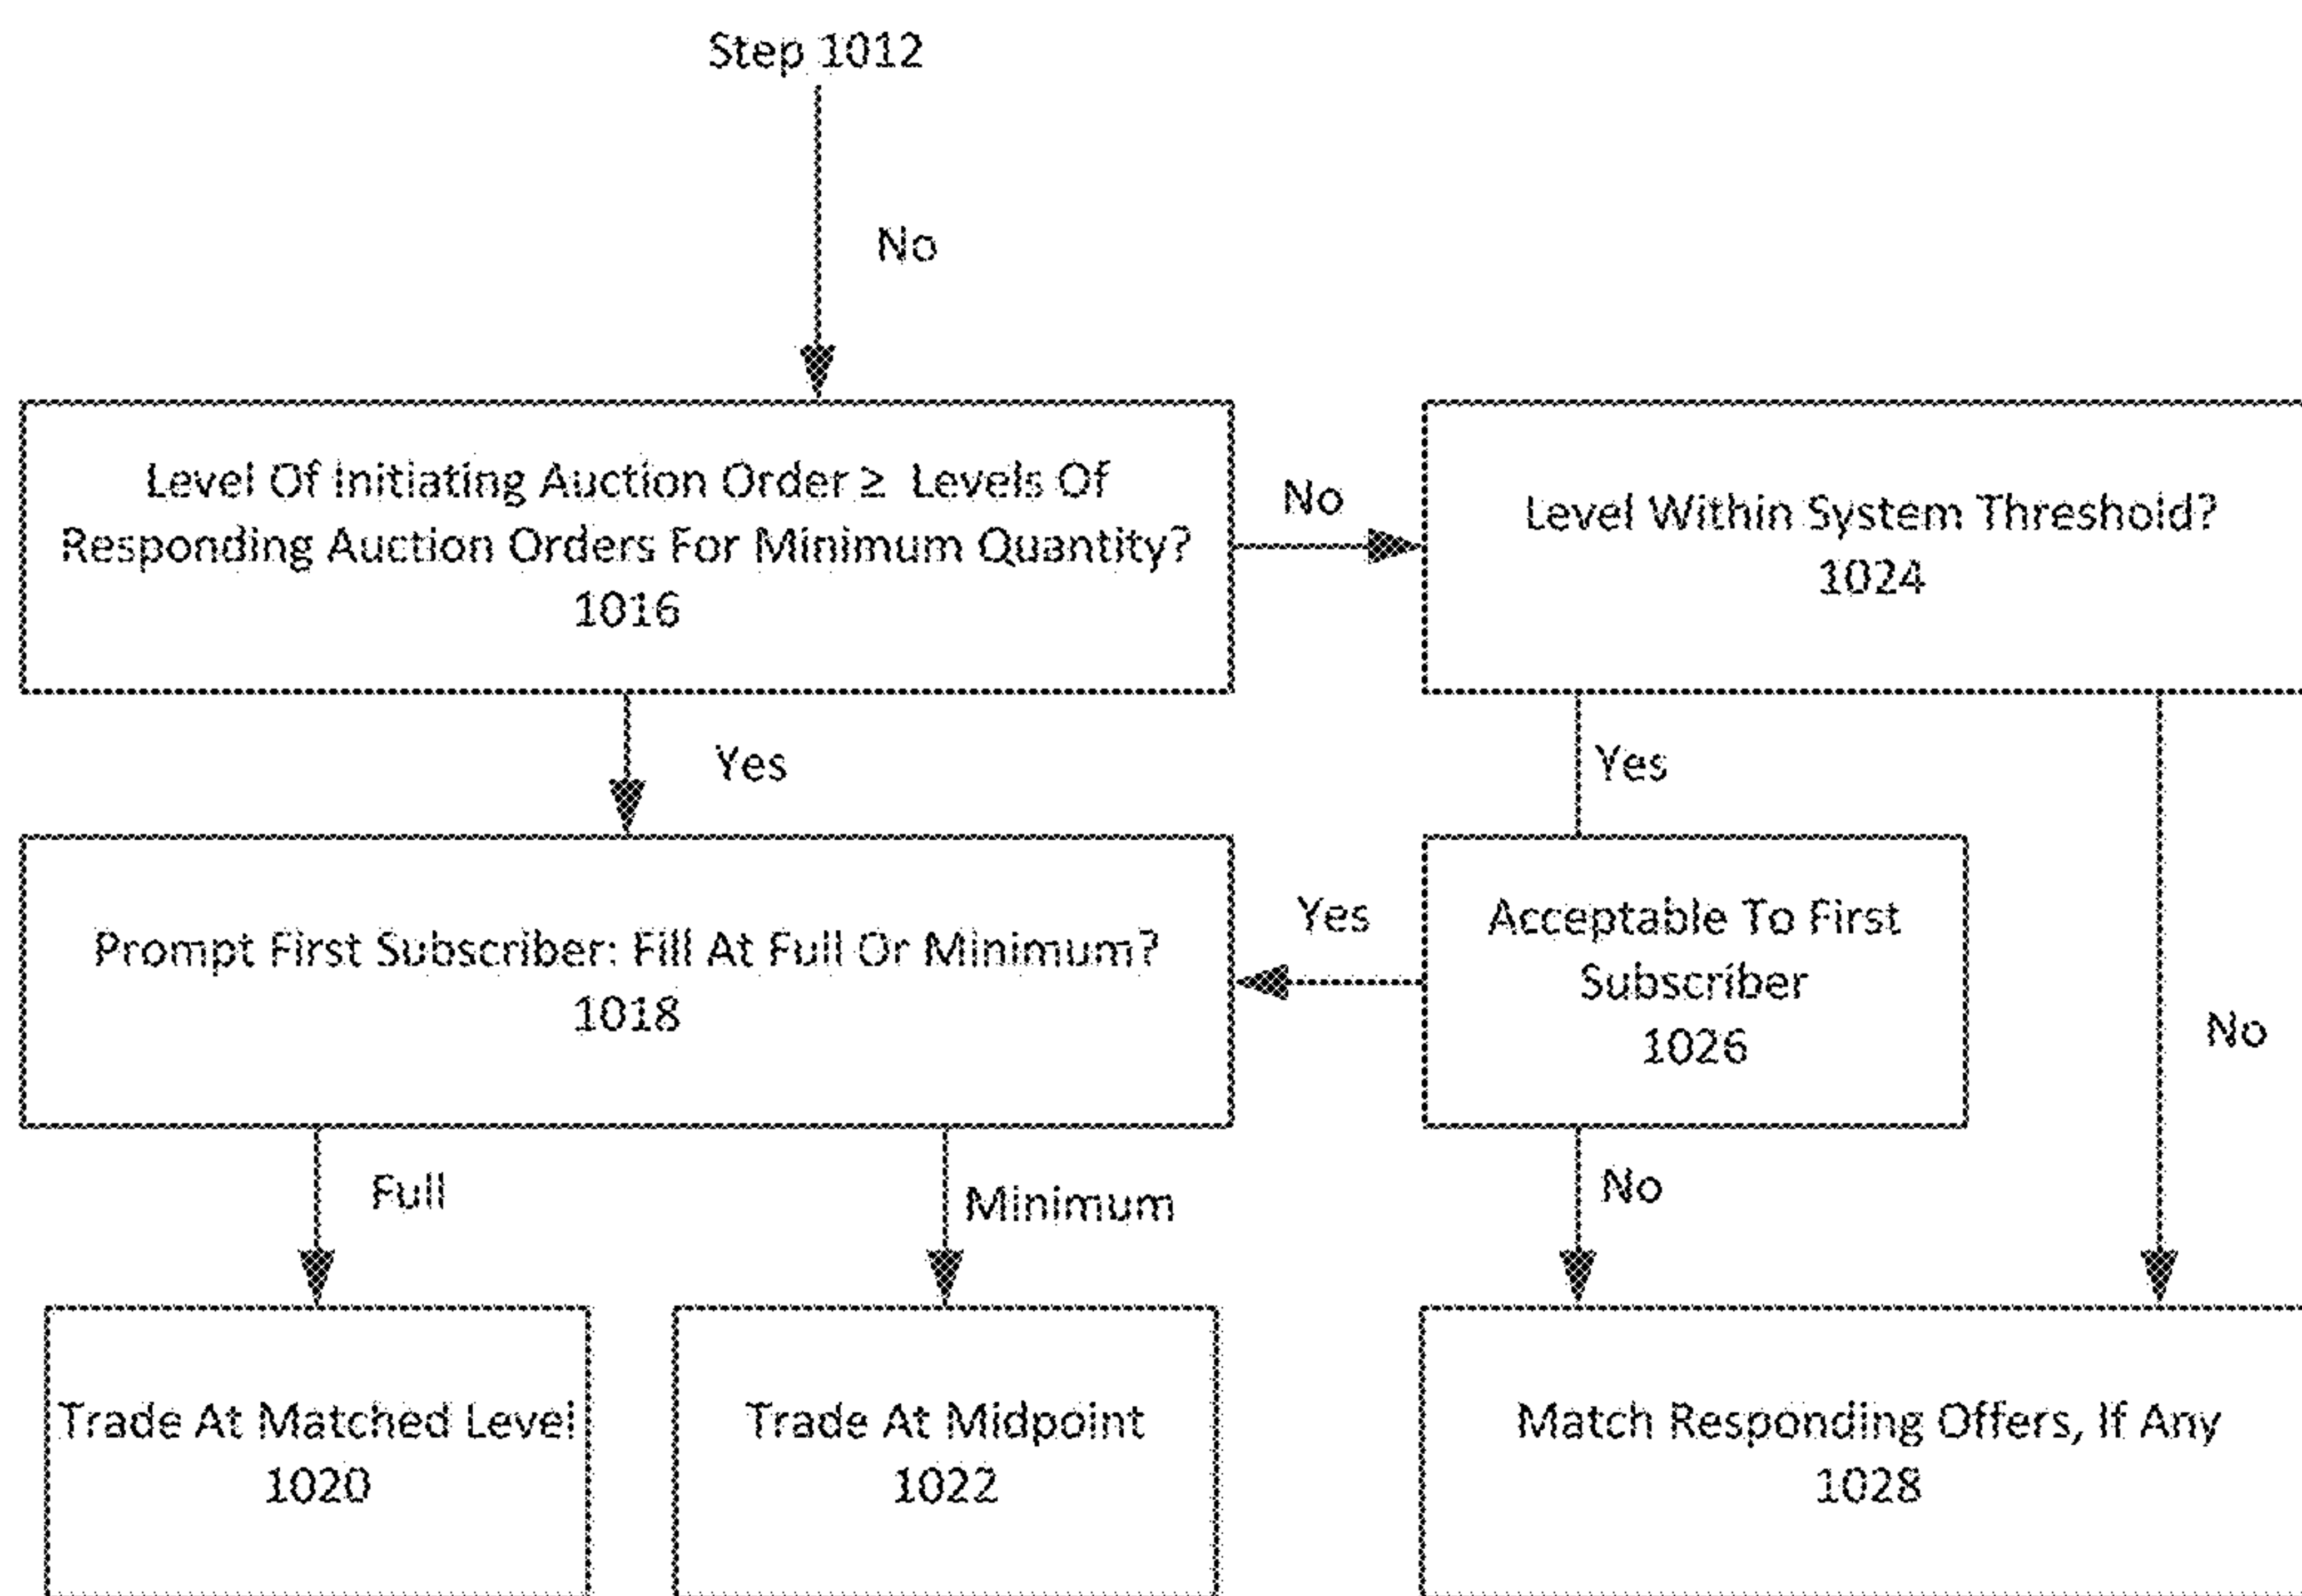 Step 1012
No
Level Of Initiating Auction Order ≥ Levels Of
Responding Auction Orders For Minimum Quantity?
1016
No
Level Within System Threshold?
1024
Yes
Yes
Prompt First Subscriber: Fill At Full Or Minimum?
1018
Yes
Acceptable To First
Subscriber
1026
No
Full
Minimum
No
Trade At Matched Level
1020
Trade At Midpoint
1022
Match Responding Offers, If Any
1028